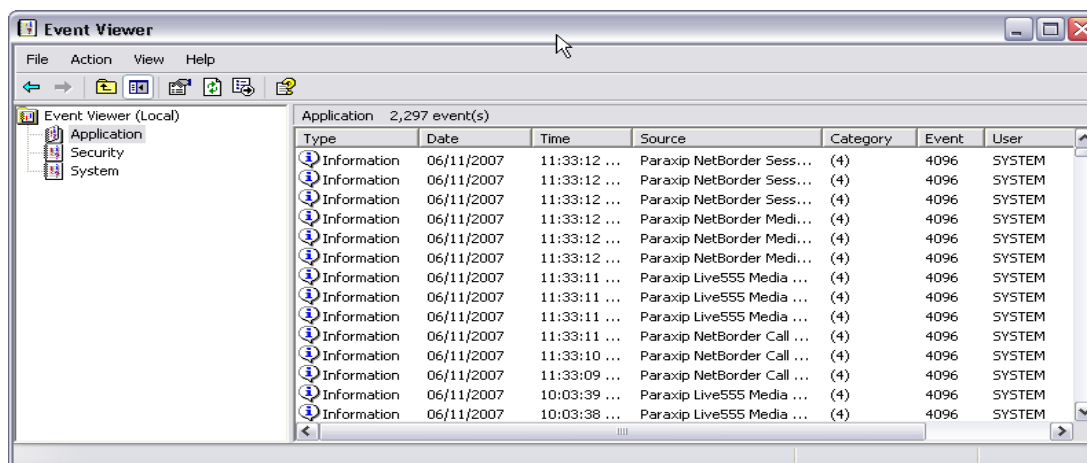 Event Viewer
File Action View Help
Event Viewer (Local)
Application
Security
System
Application 2,297 event(s)
Type Date Time Source Category Event User
Information 06/11/2007 11:33:12 ... Paraxip NetBorder Sess... (4) 4096 SYSTEM
Information 06/11/2007 11:33:12 ... Paraxip NetBorder Sess... (4) 4096 SYSTEM
Information 06/11/2007 11:33:12 ... Paraxip NetBorder Sess... (4) 4096 SYSTEM
Information 06/11/2007 11:33:12 ... Paraxip NetBorder Medi... (4) 4096 SYSTEM
Information 06/11/2007 11:33:12 ... Paraxip NetBorder Medi... (4) 4096 SYSTEM
Information 06/11/2007 11:33:12 ... Paraxip NetBorder Medi... (4) 4096 SYSTEM
Information 06/11/2007 11:33:11 ... Paraxip Live555 Media ... (4) 4096 SYSTEM
Information 06/11/2007 11:33:11 ... Paraxip Live555 Media ... (4) 4096 SYSTEM
Information 06/11/2007 11:33:11 ... Paraxip Live555 Media ... (4) 4096 SYSTEM
Information 06/11/2007 11:33:11 ... Paraxip NetBorder Call ... (4) 4096 SYSTEM
Information 06/11/2007 11:33:10 ... Paraxip NetBorder Call ... (4) 4096 SYSTEM
Information 06/11/2007 11:33:09 ... Paraxip NetBorder Call ... (4) 4096 SYSTEM
Information 06/11/2007 10:03:39 ... Paraxip Live555 Media ... (4) 4096 SYSTEM
Information 06/11/2007 10:03:38 ... Paraxip Live555 Media ... (4) 4096 SYSTEM